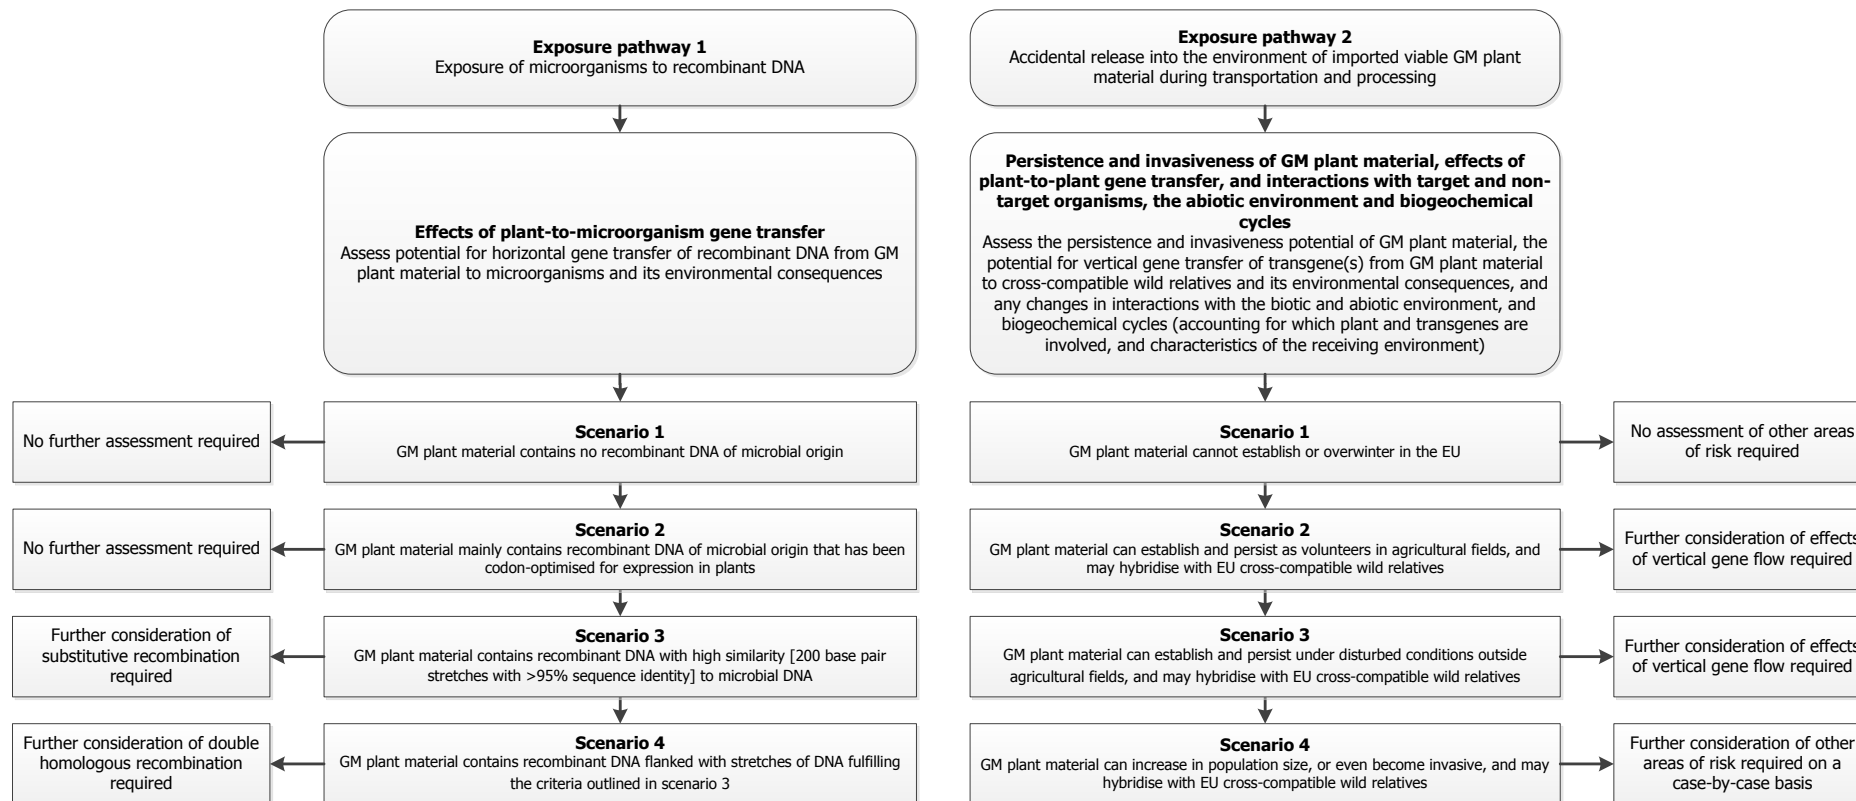 Exposure pathway 1
Exposure of microorganisms to recombinant DNA
Effects of plant-to-microorganism gene transfer
Assess potential for horizontal gene transfer of recombinant DNA from GM
plant material to microorganisms and its environmental consequences
Scenario 1
GM plant material contains no recombinant DNA of microbial origin
No further assessment required
Scenario 2
GM plant material mainly contains recombinant DNA of microbial origin that has been
codon-optimised for expression in plants
No further assessment required
Scenario 3
GM plant material contains recombinant DNA with high similarity [200 base pair
stretches with >95% sequence identity] to microbial DNA
Further consideration of
substitutive recombination
required
Scenario 4
GM plant material contains recombinant DNA flanked with stretches of DNA fulfilling
the criteria outlined in scenario 3
Further consideration of double
homologous recombination
required
Exposure pathway 2
Accidental release into the environment of imported viable GM plant
material during transportation and processing
Persistence and invasiveness of GM plant material, effects of
plant-to-plant gene transfer, and interactions with target and non-
target organisms, the abiotic environment and biogeochemical
cycles
Assess the persistence and invasiveness potential of GM plant material, the
potential for vertical gene transfer of transgene(s) from GM plant material
to cross-compatible wild relatives and its environmental consequences, and
any changes in interactions with the biotic and abiotic environment, and
biogeochemical cycles (accounting for which plant and transgenes are
involved, and characteristics of the receiving environment)
Scenario 1
GM plant material cannot establish or overwinter in the EU
No assessment of other areas
of risk required
Scenario 2
GM plant material can establish and persist as volunteers in agricultural fields, and
may hybridise with EU cross-compatible wild relatives
Further consideration of effects
of vertical gene flow required
Scenario 3
GM plant material can establish and persist under disturbed conditions outside
agricultural fields, and may hybridise with EU cross-compatible wild relatives
Further consideration of effects
of vertical gene flow required
Scenario 4
GM plant material can increase in population size, or even become invasive, and may
hybridise with EU cross-compatible wild relatives
Further consideration of other
areas of risk required on a
case-by-case basis